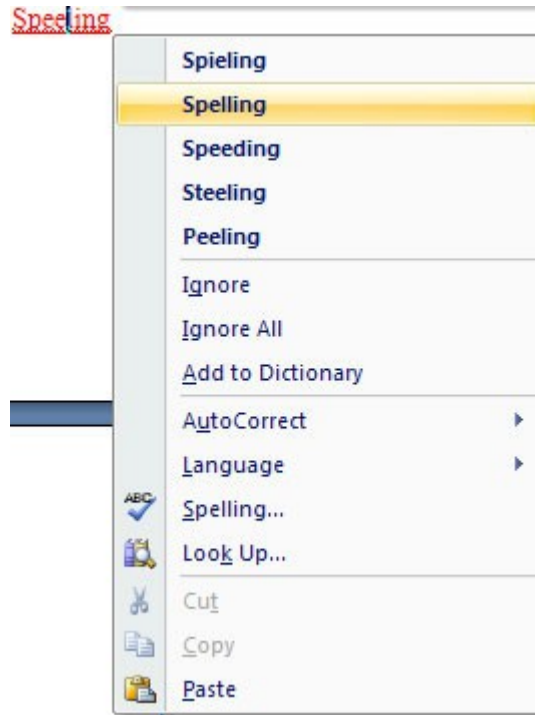 Speeling
Spieling
Spelling
Speeding
Steeling
Peeling
Ignore
Ignore All
Add to Dictionary
AutoCorrect
Language
ABC
Spelling...
Look Up...
Cut
Copy
Paste